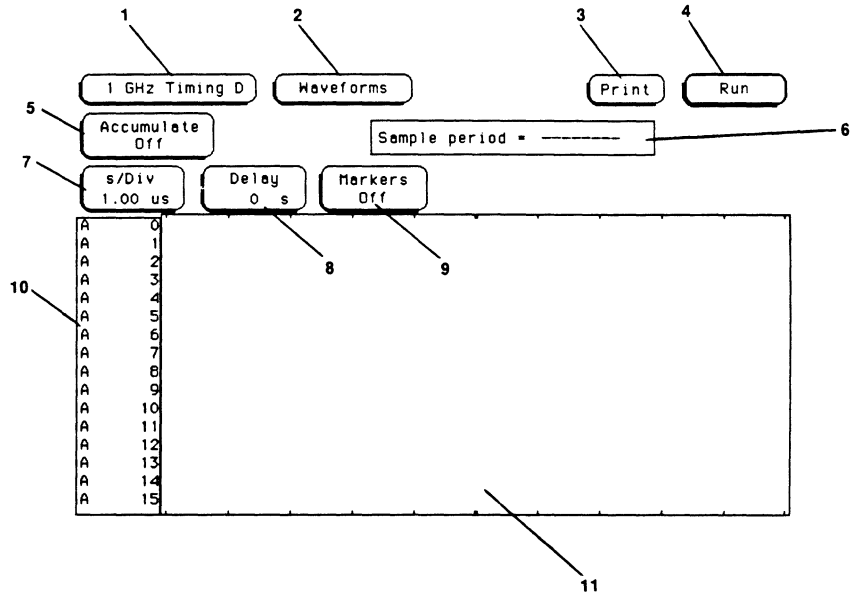 1 2 3 4
1 GHz Timing D Waveforms Print Run
5
Accumulate
Off
Sample period = --------
6
7
s/Div
1.00 us
Delay
0 s
Markers
Off
8 9
10
A 0
A 1
A 2
A 3
A 4
A 5
A 6
A 7
A 8
A 9
A 10
A 11
A 12
A 13
A 14
A 15
11